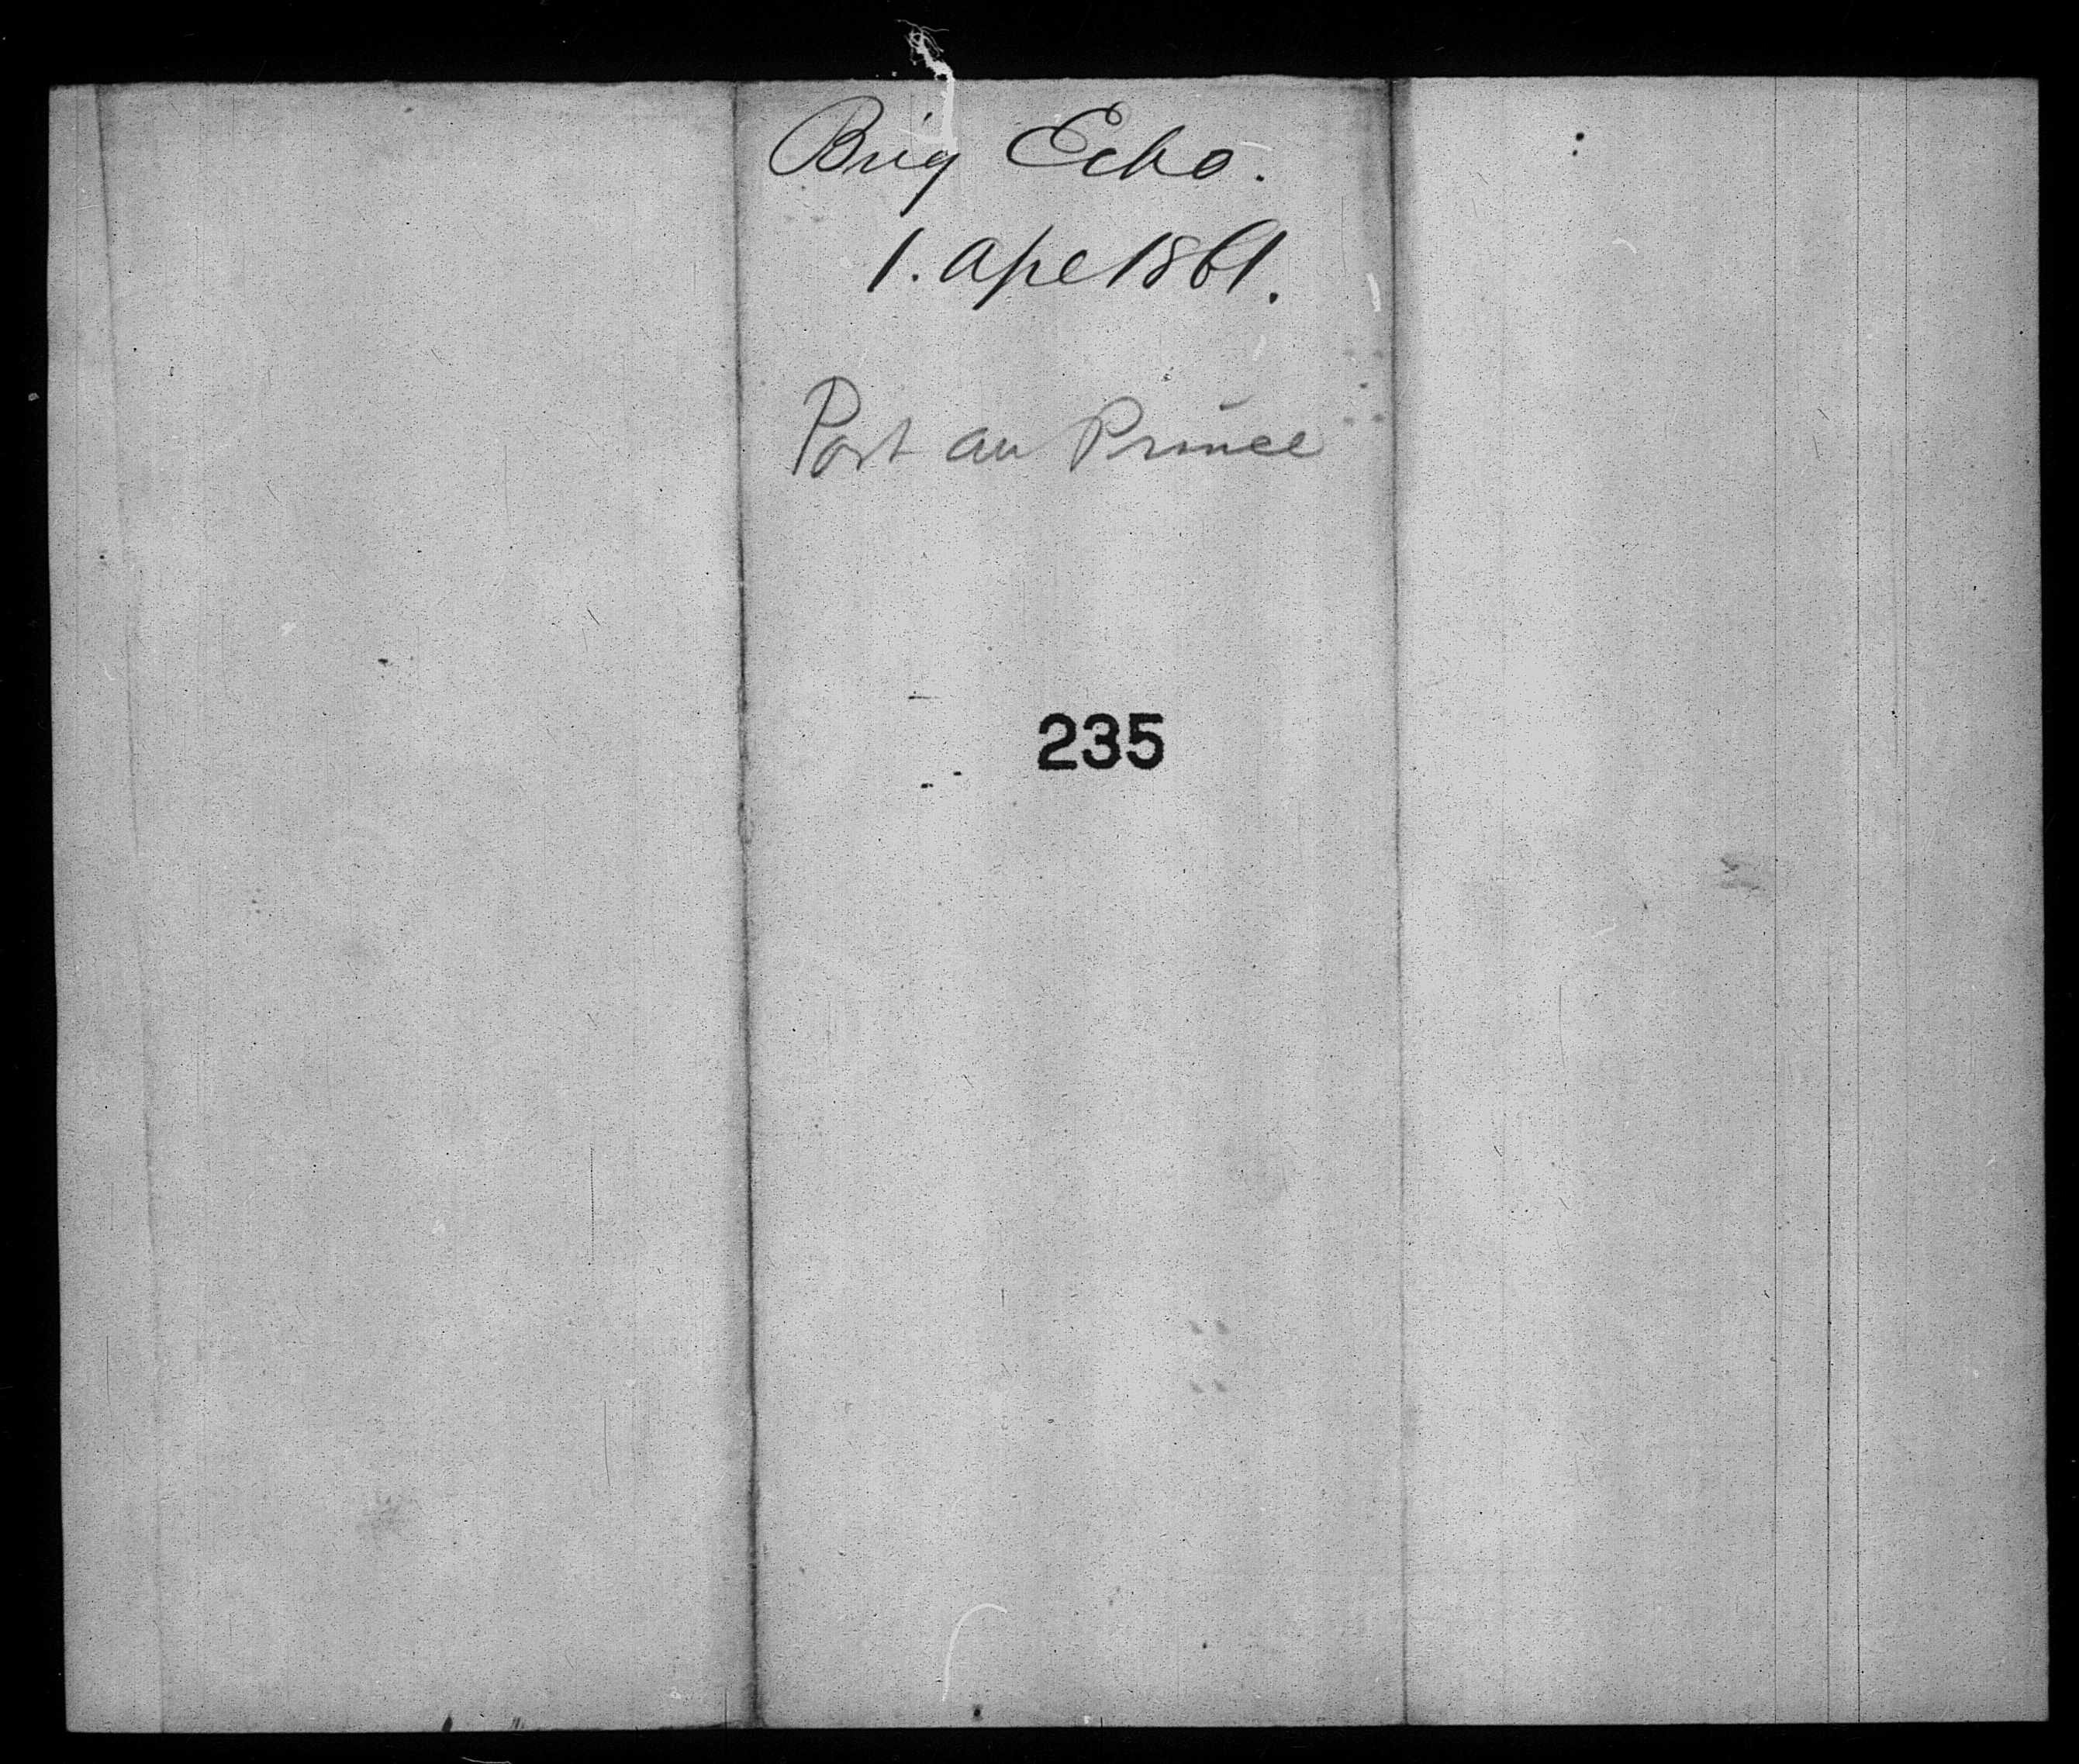 Brig Echo.
1. Apl 1861.
Port au Prince
235